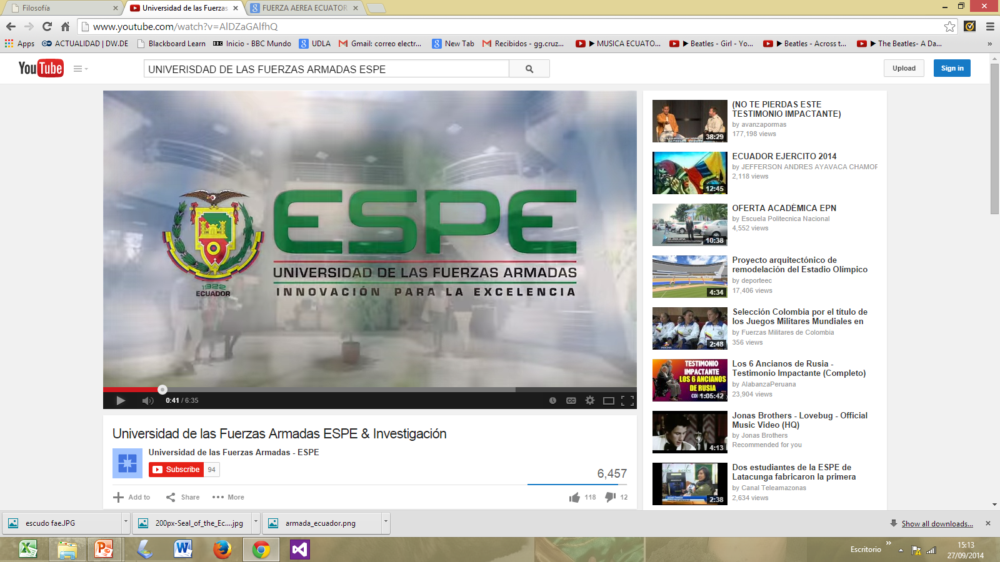 Filosofía
Universidad de las Fuerzas
FUERZA AEREA ECUATOR
www.youtube.com/watch?v=AlDZaGAlfhQ
Apps
ACTUALIDAD | DW.DE
Blackboard Learn
BBC Inicio - BBC Mundo
UDLA
Gmail: correo electr...
New Tab
Recibidos - gg.cruz...
▶ MUSICA ECUATO...
▶ Beatles - Girl - Yo...
▶ Beatles - Across t...
▶ The Beatles- A Da...
»
YouTube
UNIVERISDAD DE LAS FUERZAS ARMADAS ESPE
Upload
Sign in
ESPE
UNIVERSIDAD DE LAS FUERZAS ARMADAS
INNOVACIÓN PARA LA EXCELENCIA
1922
ECUADOR
0:41 / 6:35
CC
Universidad de las Fuerzas Armadas ESPE & Investigación
Universidad de las Fuerzas Armadas - ESPE
Subscribe 94
6,457
Add to
Share
More
118
12
38:29
(NO TE PIERDAS ESTE
TESTIMONIO IMPACTANTE)
by avanzapormas
177,198 views
12:45
ECUADOR EJERCITO 2014
by JEFFERSON ANDRES AYAVACA CHAMOR
2,118 views
10:38
OFERTA ACADÉMICA EPN
by Escuela Politecnica Nacional
4,552 views
4:34
Proyecto arquitectónico de
remodelación del Estadio Olímpico
by deporteec
17,406 views
2:48
Selección Colombia por el título de
los Juegos Militares Mundiales en
by Fuerzas Militares de Colombia
356 views
TESTIMONIO
IMPACTANTE
LOS 6 ANCIANOS
DE RUSIA
1:05:42
Los 6 Ancianos de Rusia -
Testimonio Impactante (Completo)
by AlabanzaPeruana
23,904 views
4:13
Jonas Brothers - Lovebug - Official
Music Video (HQ)
by Jonas Brothers
Recommended for you
2:38
Dos estudiantes de la ESPE de
Latacunga fabricaron la primera
by Canal Teleamazonas
2,634 views
escudo fae.JPG
200px-Seal_of_the_Ec....jpg
armada_ecuador.png
Show all downloads...
Escritorio
»
15:13
27/09/2014